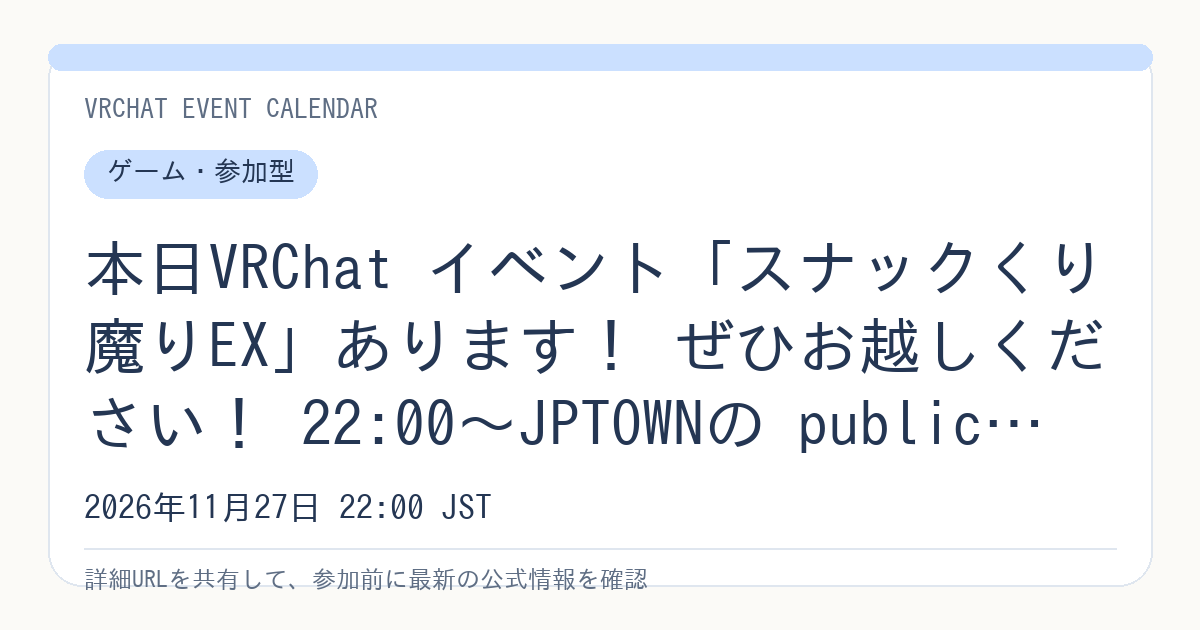 VRCHAT EVENT CALENDAR
ゲーム・参加型
本日VRChat イベント「スナックくり
魔りEX」あります！ ぜひお越しくだ
さい！ 22:00〜JPTOWNの public…
2026年11月27日 22:00 JST
詳細URLを共有して、参加前に最新の公式情報を確認